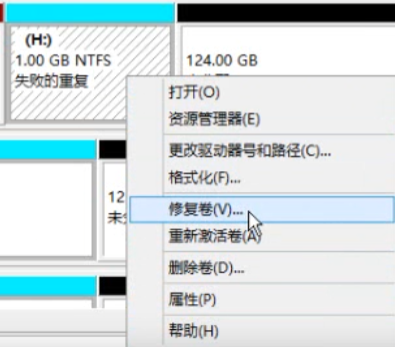 (H:)
1.00 GB NTFS
失败的重复
124.00 GB
打开(O)
资源管理器(E)
更改驱动器号和路径(C)...
格式化(F)...
修复卷(V)...
重新激活卷(A)
删除卷(D)...
属性(P)
帮助(H)
12
未